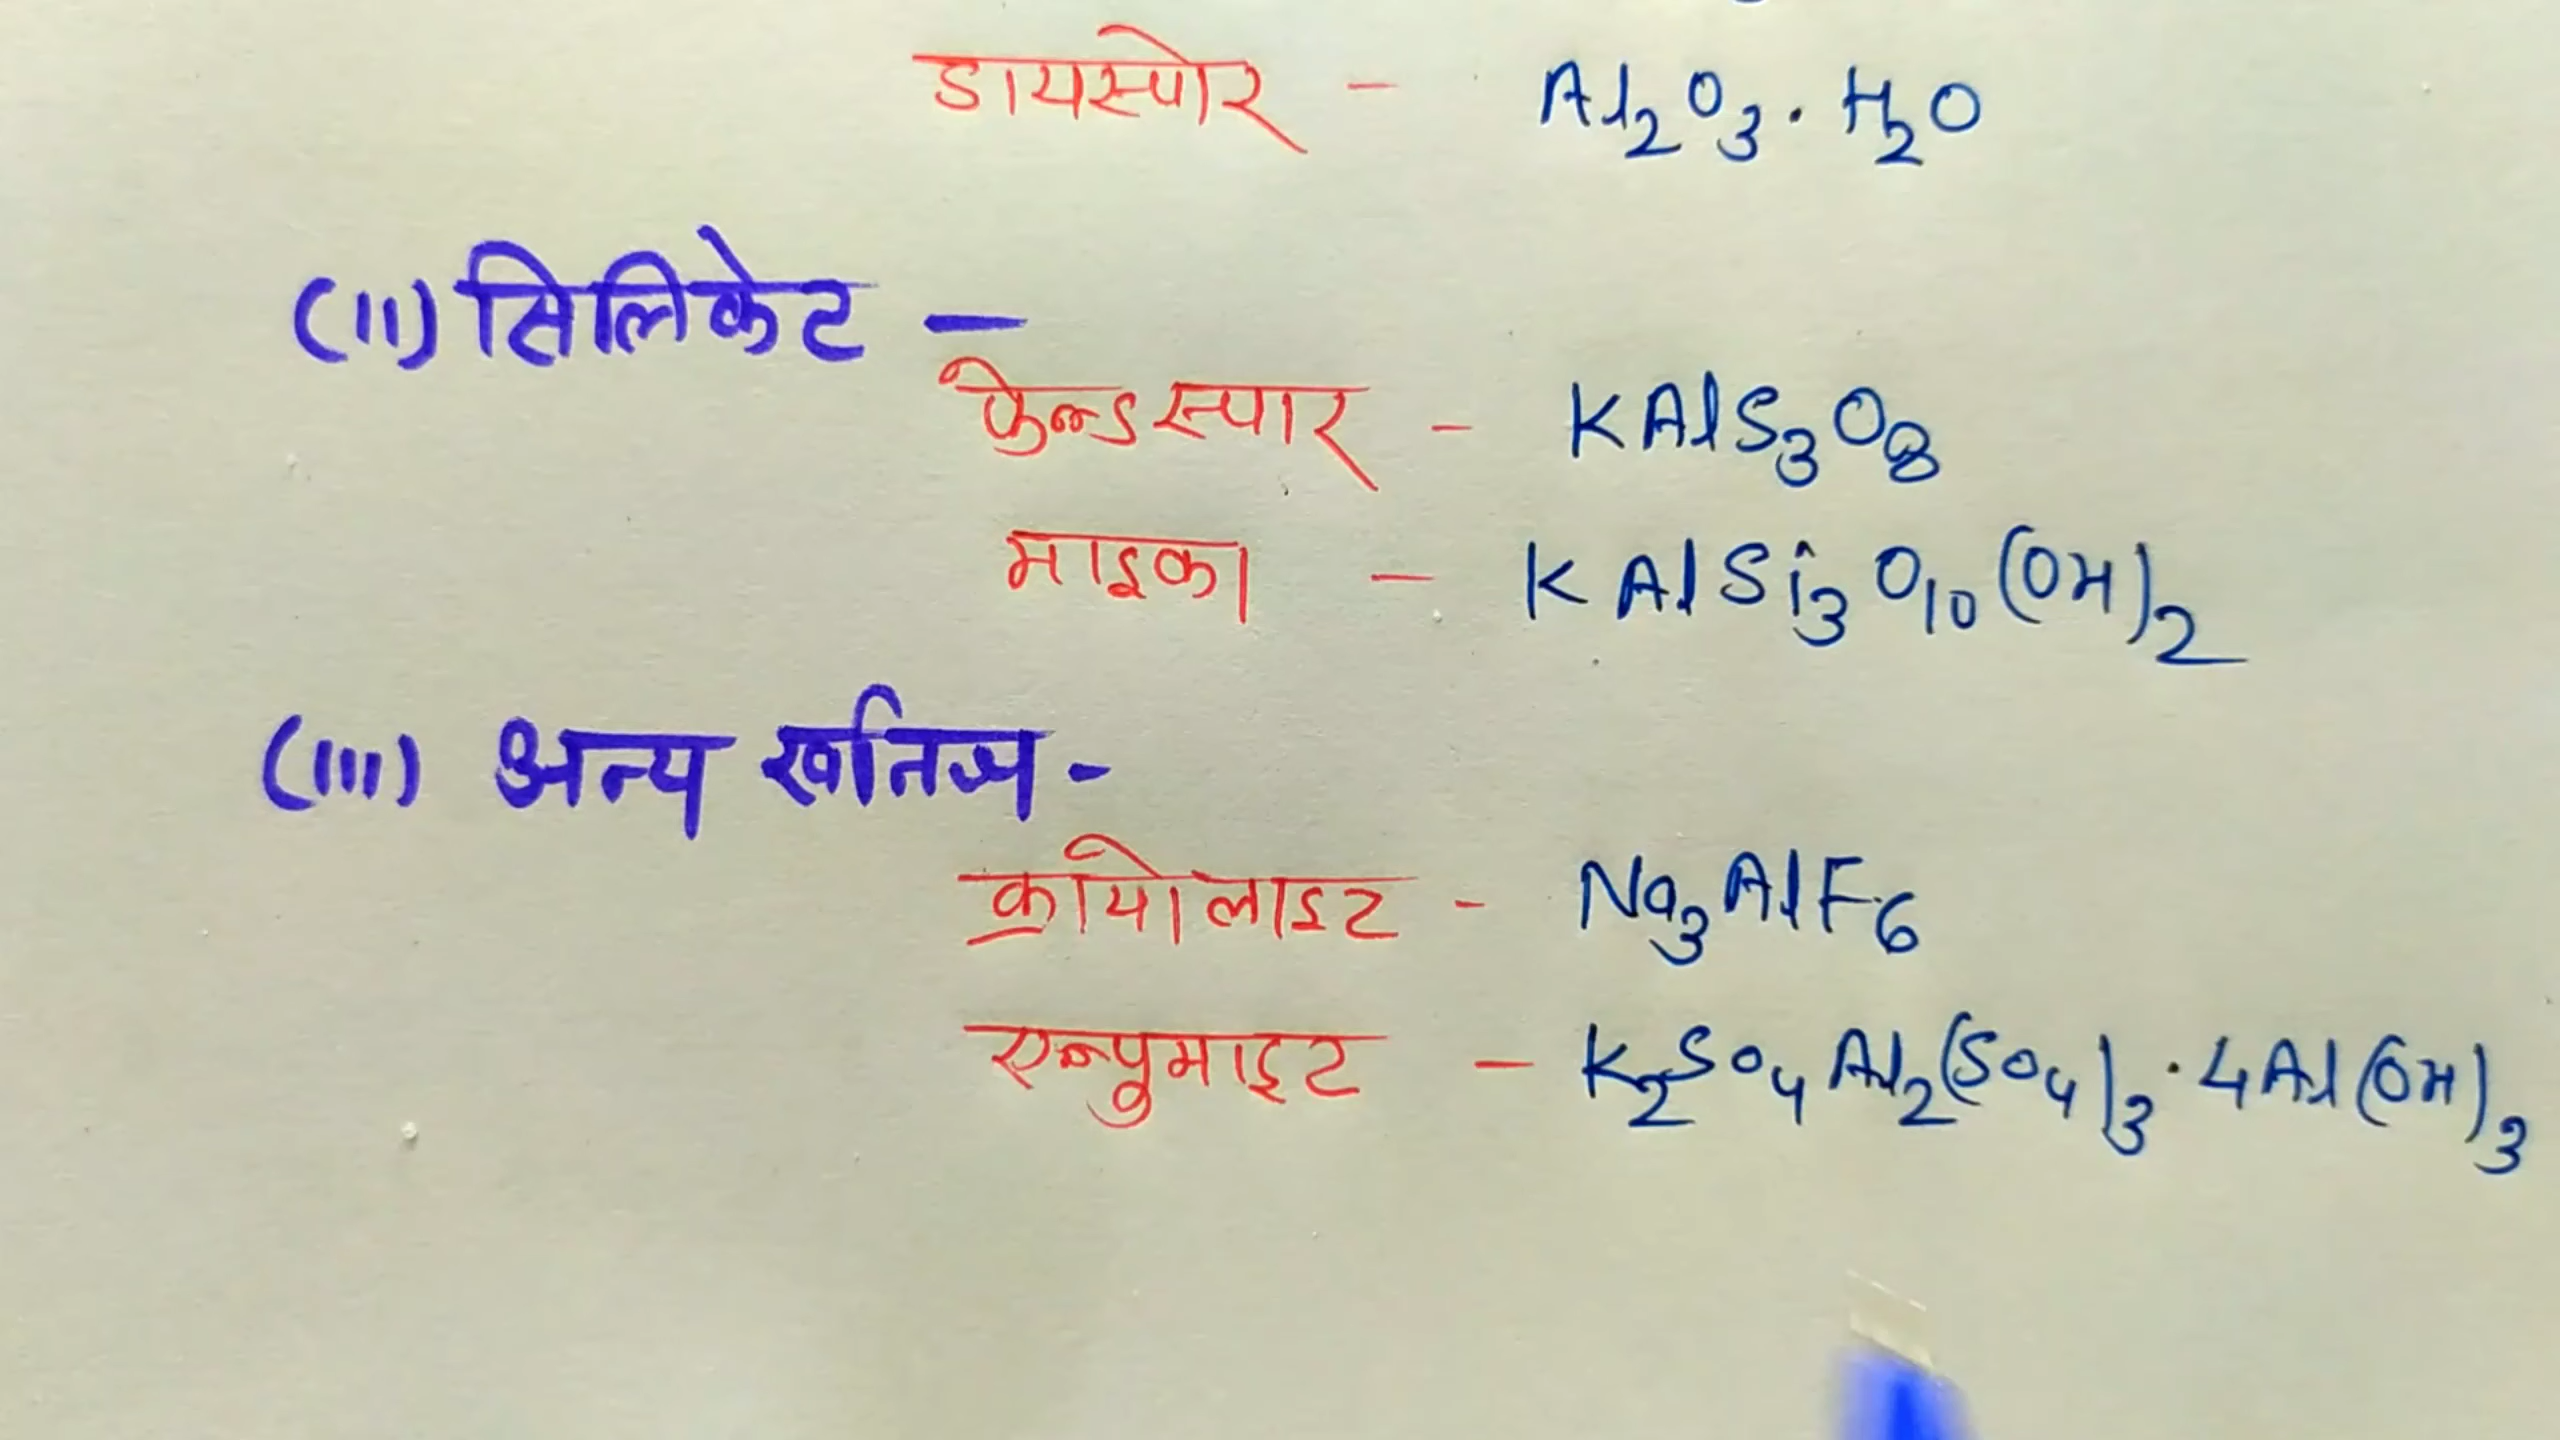 डायस्पोर - Al₂O₃·H₂O
(ii) सिलिकेट -
फेल्डस्पार - KAlS₃O₈
माइका - KAlSi₃O₁₀(OH)₂
(iii) अन्य खनिज -
क्रायोलाइट - Na₃AlF₆
एल्युमाइट - K₂SO₄Al₂(SO₄)₃·4Al(OH)₃